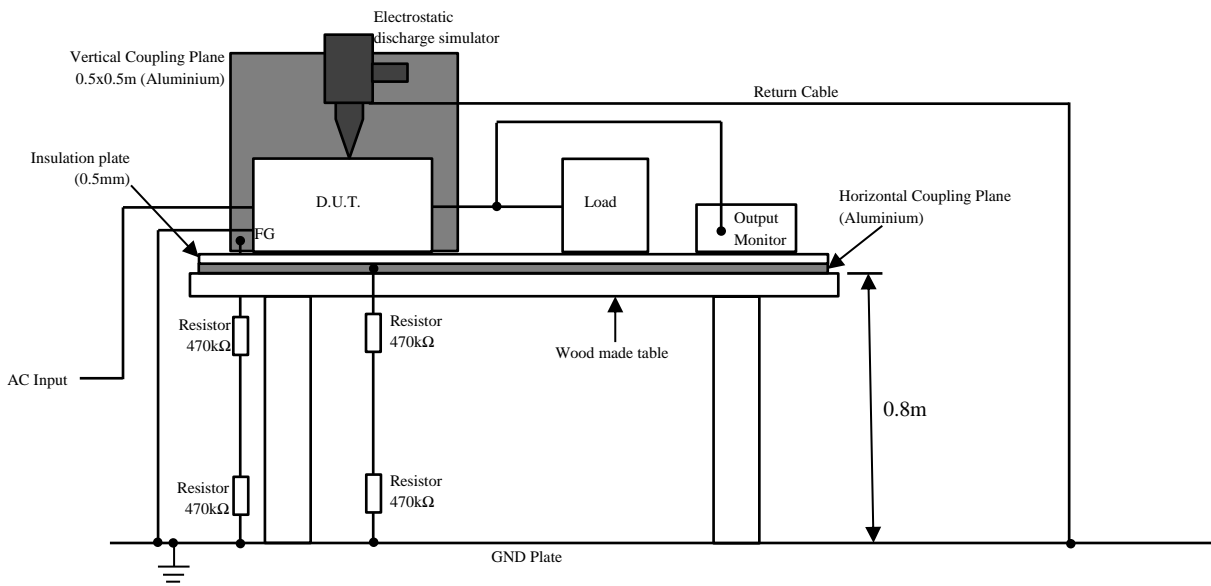 Electrostatic
discharge simulator
Vertical Coupling Plane
0.5x0.5m (Aluminium)
Return Cable
Insulation plate
(0.5mm)
D.U.T.
Load
Horizontal Coupling Plane
(Aluminium)
Output
Monitor
FG
Resistor
470kΩ
Resistor
470kΩ
Wood made table
AC Input
0.8m
Resistor
470kΩ
Resistor
470kΩ
GND Plate